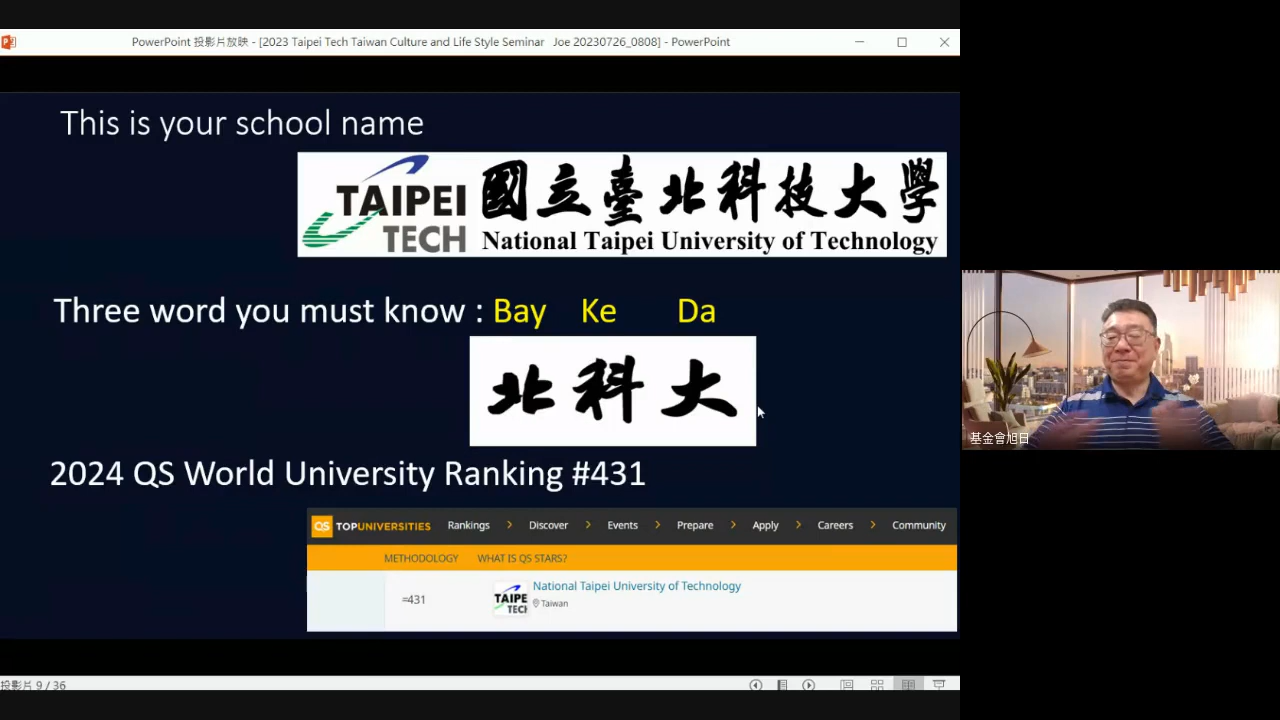 PowerPoint 投影片放映 - [2023 Taipei Tech Taiwan Culture and Life Style Seminar Joe 20230726_0808] - PowerPoint
This is your school name
TAIPEI TECH
國立臺北科技大學
National Taipei University of Technology
Three word you must know : Bay Ke Da
北科大
2024 QS World University Ranking #431
QS TOPUNIVERSITIES Rankings > Discover > Events > Prepare > Apply > Careers > Community
METHODOLOGY WHAT IS QS STARS?
=431
TAIPE TECH
National Taipei University of Technology
Taiwan
基金會旭日
投影片 9 / 36